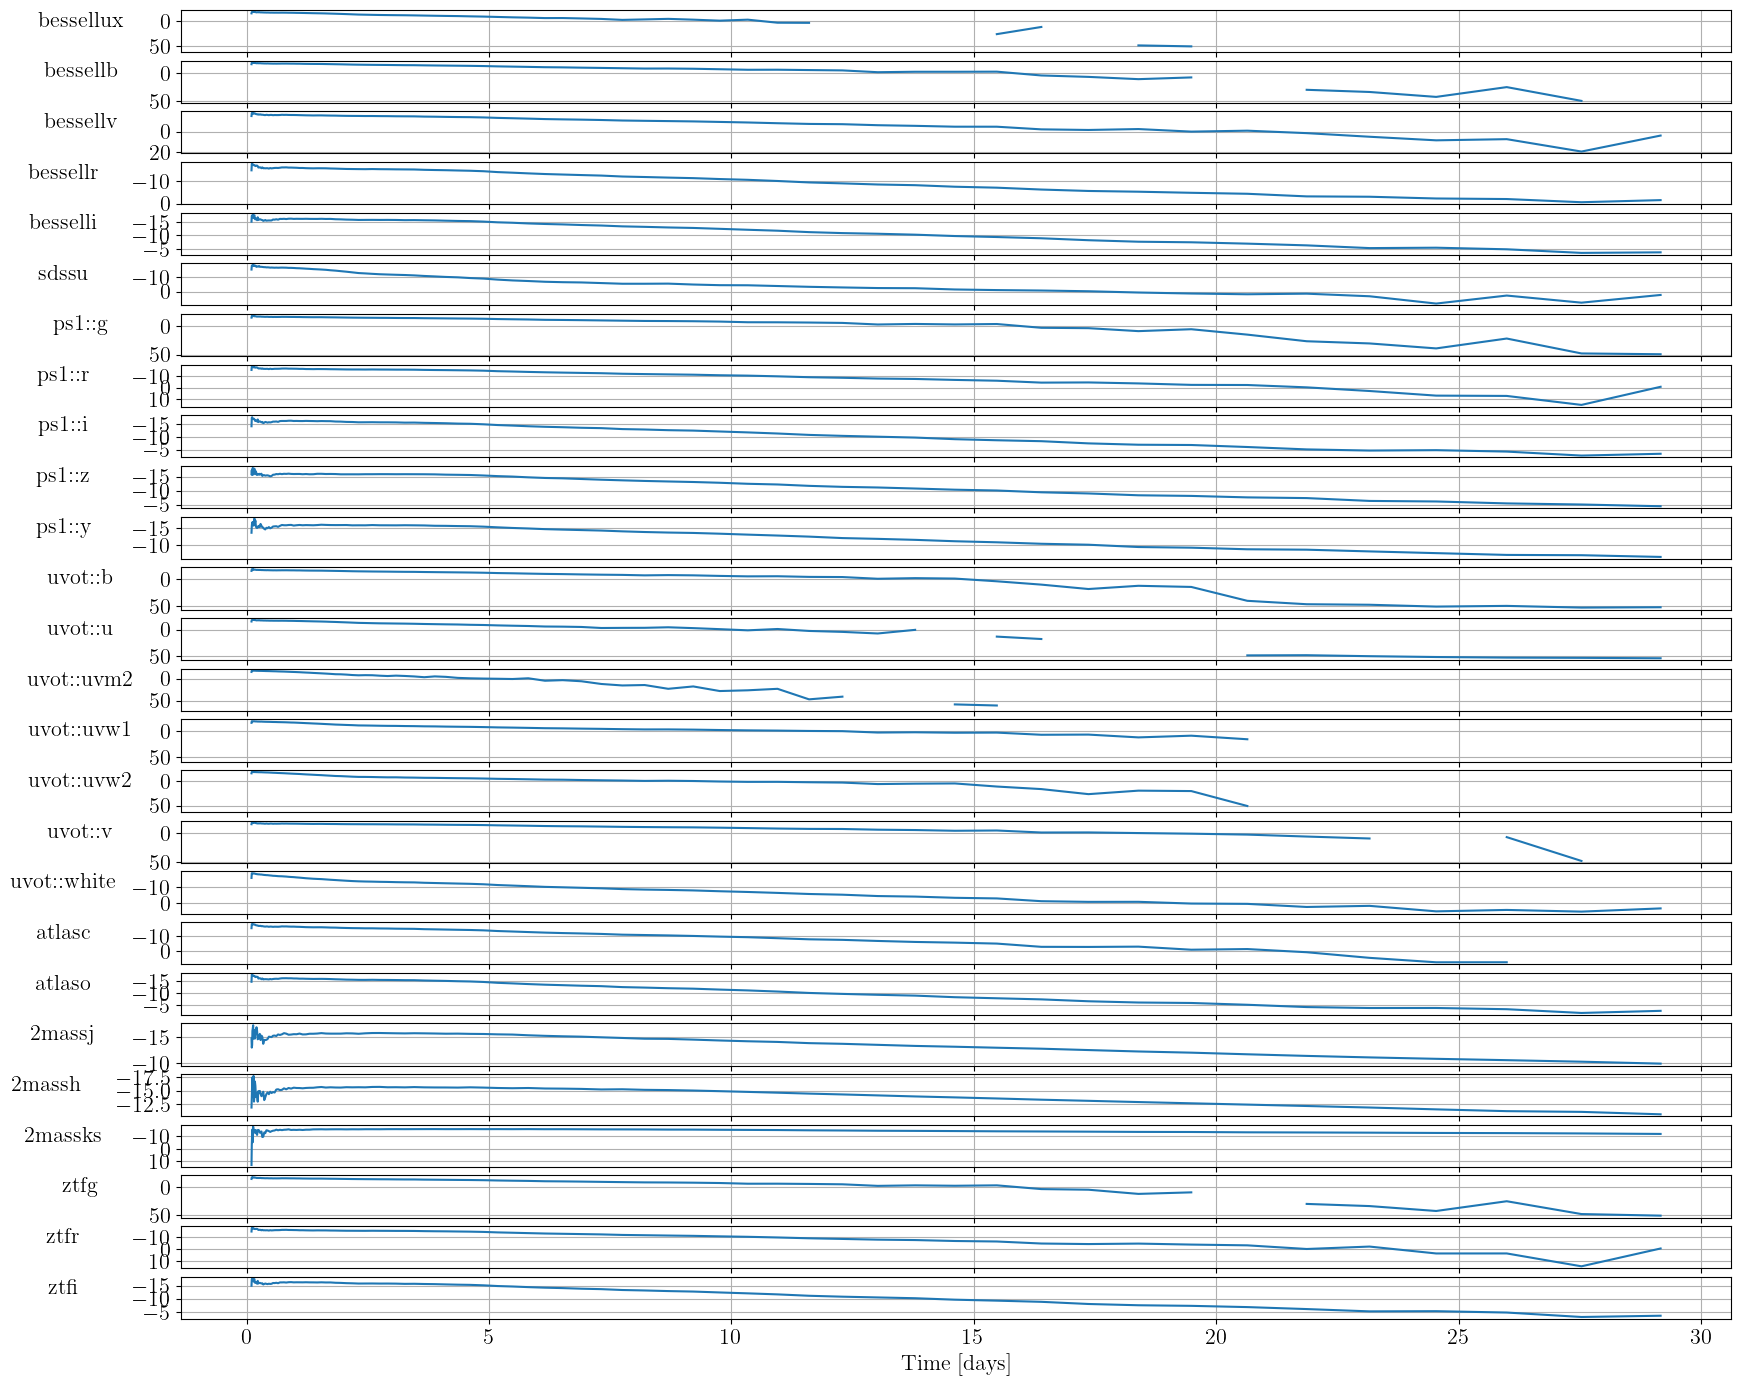 bessellux
0
50
bessellb
0
50
bessellv
0
20
bessellr
−10
0
besselli
−15
−10
−5
sdssu
−10
0
ps1::g
0
50
ps1::r
−10
0
10
ps1::i
−15
−10
−5
ps1::z
−15
−10
−5
ps1::y
−15
−10
uvot::b
0
50
uvot::u
0
50
uvot::uvm2
0
50
uvot::uvw1
0
50
uvot::uvw2
0
50
uvot::v
0
50
uvot::white
−10
0
atlasc
−10
0
atlaso
−15
−10
−5
2massj
−15
−10
2massh
−17.5
−15.0
−12.5
2massks
−10
0
10
ztfg
0
50
ztfr
−10
0
10
ztfi
−15
−10
−5
0 5 10 15 20 25 30
Time [days]